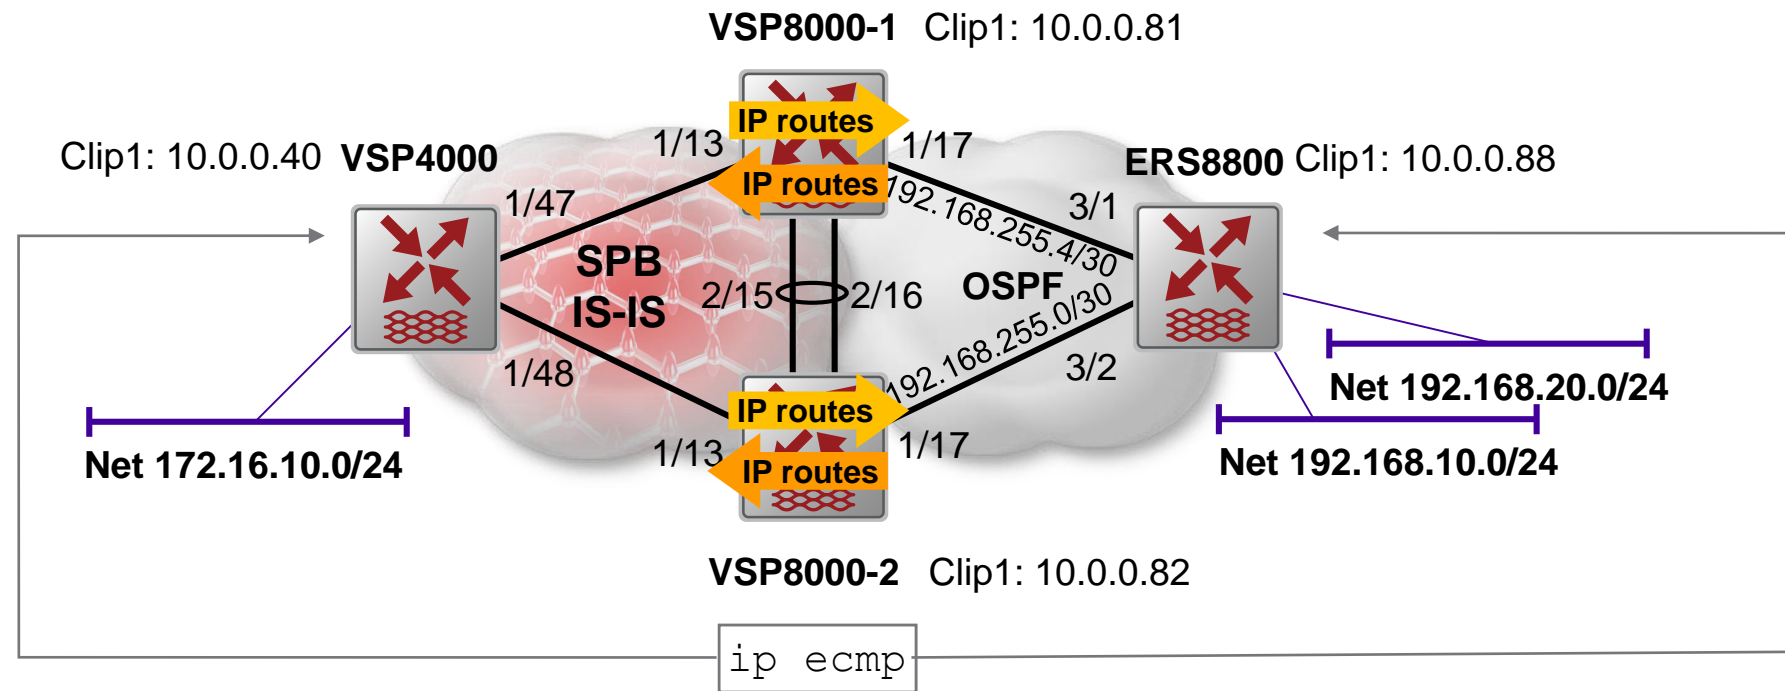 VSP8000-1 Clip1: 10.0.0.81
IP routes
1/13
1/17
Clip1: 10.0.0.40 VSP4000
ERS8800 Clip1: 10.0.0.88
IP routes
1/47
192.168.255.4/30
3/1
SPB
IS-IS
2/15
2/16
OSPF
192.168.255.0/30
1/48
3/2
Net 192.168.20.0/24
IP routes
1/13
1/17
Net 172.16.10.0/24
IP routes
Net 192.168.10.0/24
VSP8000-2 Clip1: 10.0.0.82
ip ecmp